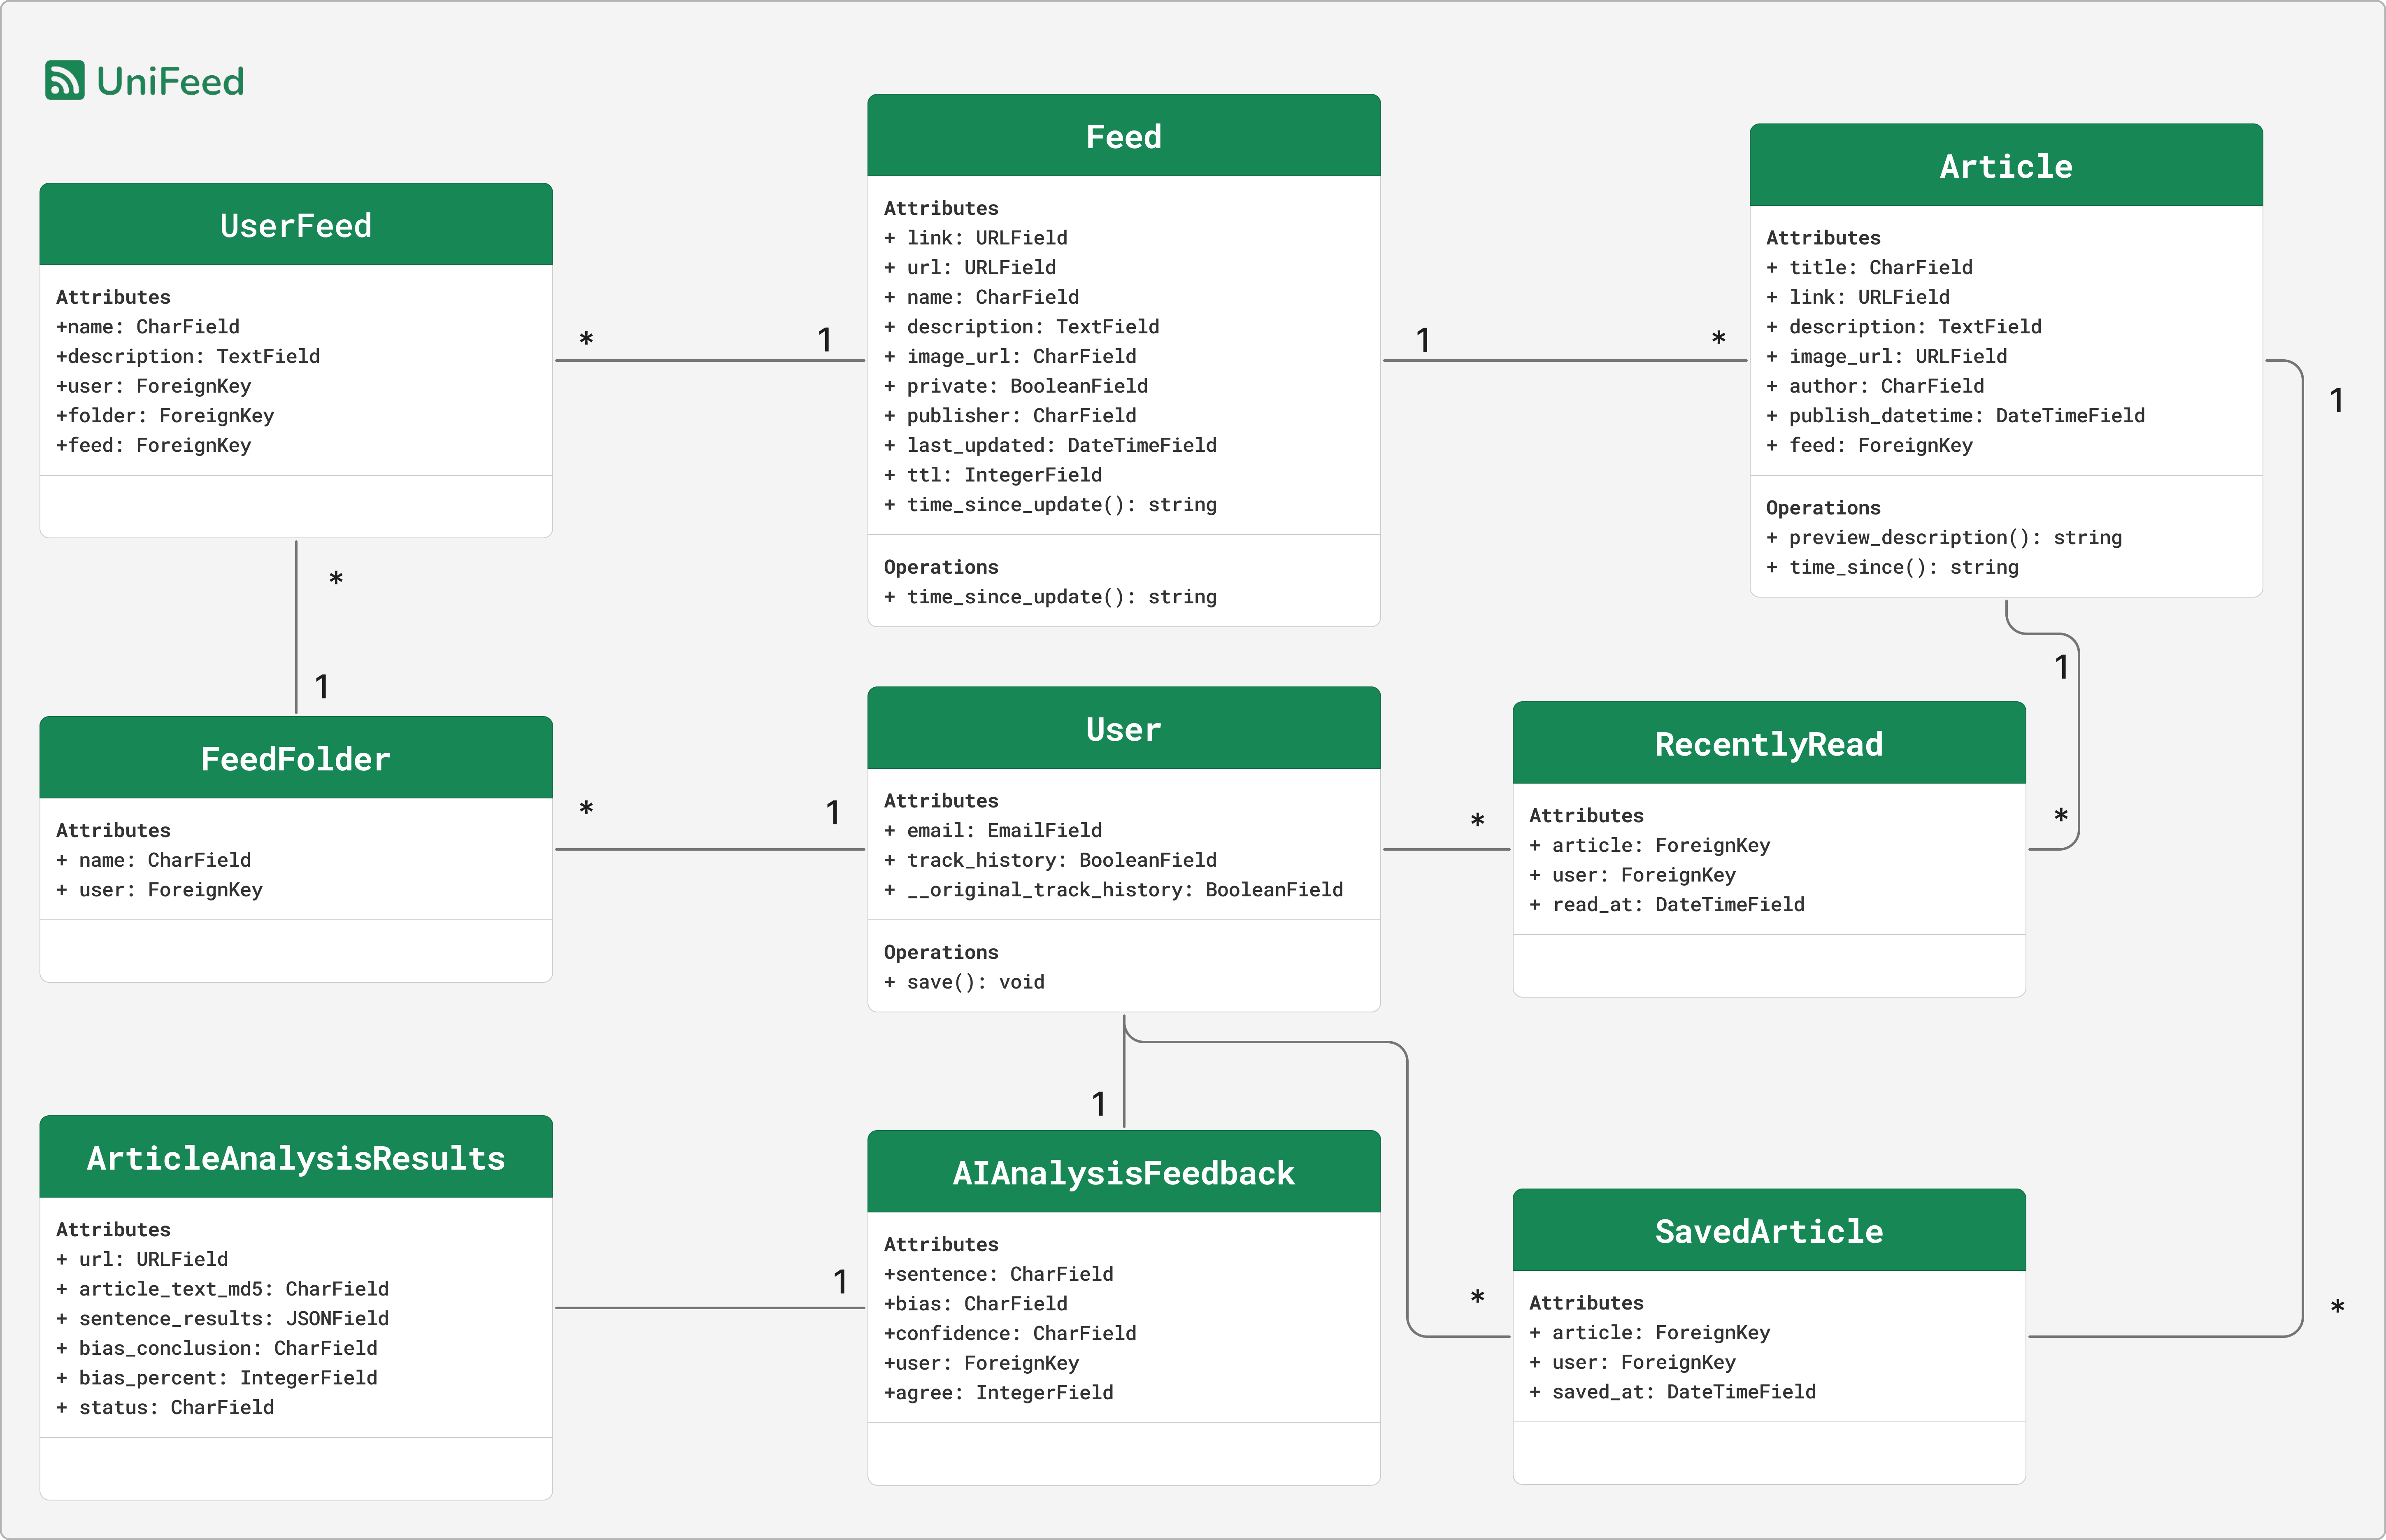 UniFeed
UserFeed
Attributes
+name: CharField
+description: TextField
+user: ForeignKey
+folder: ForeignKey
+feed: ForeignKey
*
1
Feed
Attributes
+ link: URLField
+ url: URLField
+ name: CharField
+ description: TextField
+ image_url: CharField
+ private: BooleanField
+ publisher: CharField
+ last_updated: DateTimeField
+ ttl: IntegerField
+ time_since_update(): string
Operations
+ time_since_update(): string
1
*
Article
Attributes
+ title: CharField
+ link: URLField
+ description: TextField
+ image_url: URLField
+ author: CharField
+ publish_datetime: DateTimeField
+ feed: ForeignKey
Operations
+ preview_description(): string
+ time_since(): string
1
*
1
1
FeedFolder
Attributes
+ name: CharField
+ user: ForeignKey
*
1
User
Attributes
+ email: EmailField
+ track_history: BooleanField
+ __original_track_history: BooleanField
Operations
+ save(): void
*
RecentlyRead
Attributes
+ article: ForeignKey
+ user: ForeignKey
+ read_at: DateTimeField
*
1
ArticleAnalysisResults
Attributes
+ url: URLField
+ article_text_md5: CharField
+ sentence_results: JSONField
+ bias_conclusion: CharField
+ bias_percent: IntegerField
+ status: CharField
1
AIAnalysisFeedback
Attributes
+sentence: CharField
+bias: CharField
+confidence: CharField
+user: ForeignKey
+agree: IntegerField
*
SavedArticle
Attributes
+ article: ForeignKey
+ user: ForeignKey
+ saved_at: DateTimeField
*